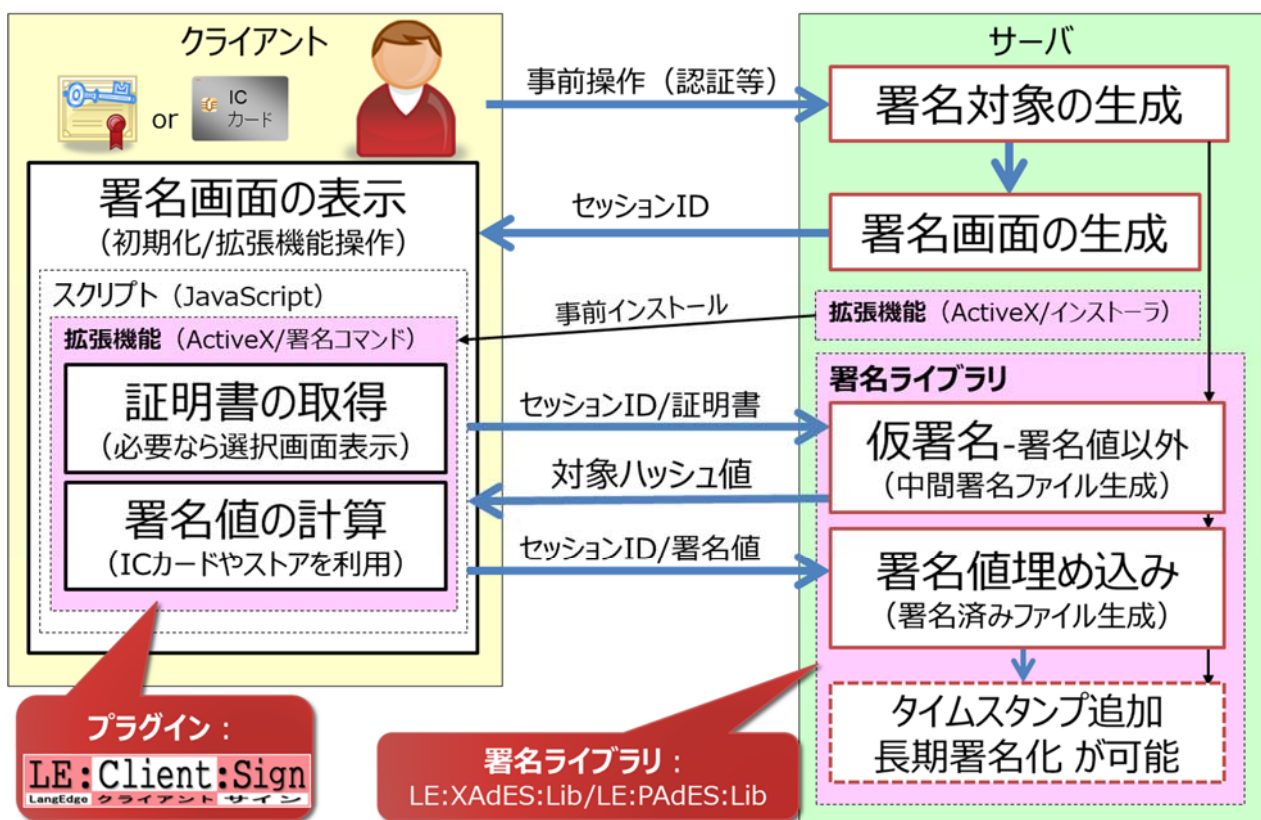 クライアント
or
IC
カード
署名画面の表示
(初期化/拡張機能操作)
スクリプト(JavaScript)
拡張機能(ActiveX/署名コマンド)
証明書の取得
(必要なら選択画面表示)
署名値の計算
(ICカードやストアを利用)
プラグイン:
LE:Client:Sign
LangEdge クライアント サイン
事前操作(認証等)
セッションID
事前インストール
セッションID/証明書
対象ハッシュ値
セッションID/署名値
サーバ
署名対象の生成
署名画面の生成
拡張機能(ActiveX/インストーラ)
署名ライブラリ
仮署名-署名値以外
(中間署名ファイル生成)
署名値埋め込み
(署名済みファイル生成)
タイムスタンプ追加
長期署名化 が可能
署名ライブラリ:
LE:XAdES:Lib/LE:PAdES:Lib